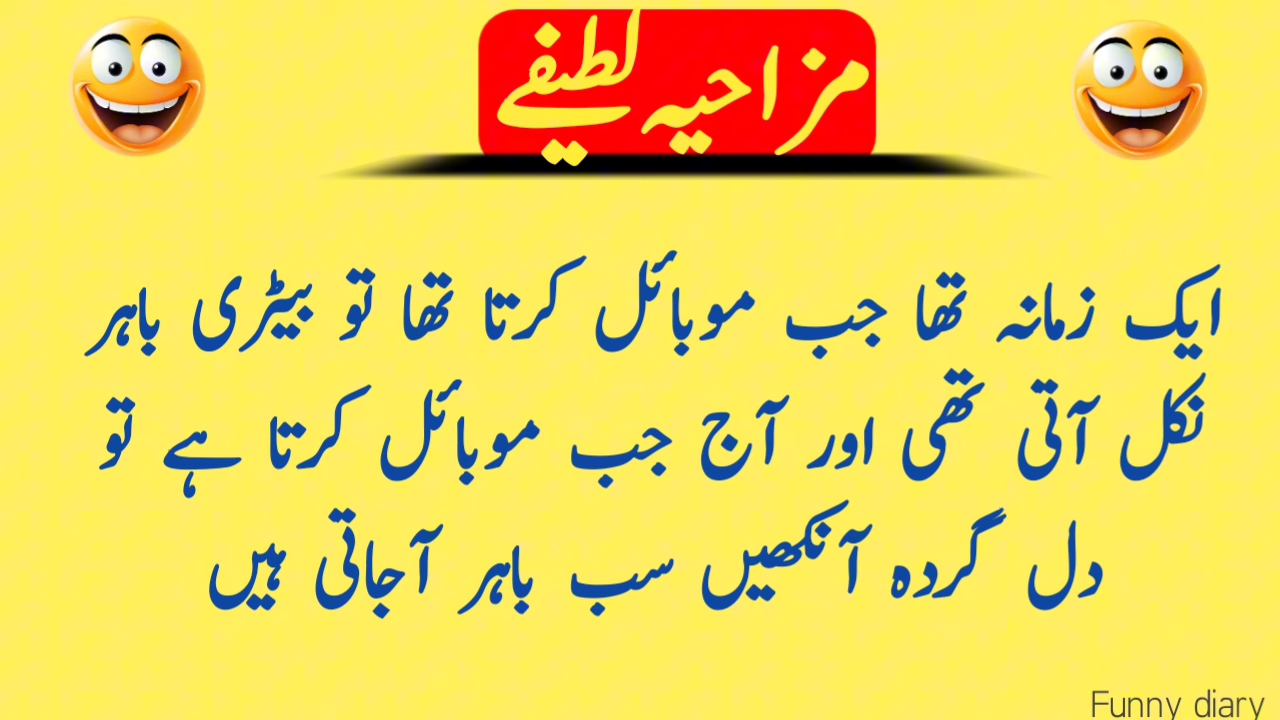 مزاحیہ لطیفے
ایک زمانہ تھا جب موبائل کرتا تھا تو بیٹری باہر
نکل آتی تھی اور آج جب موبائل کرتا ہے تو
دل گردہ آنکھیں سب باہر آجاتی ہیں
Funny diary